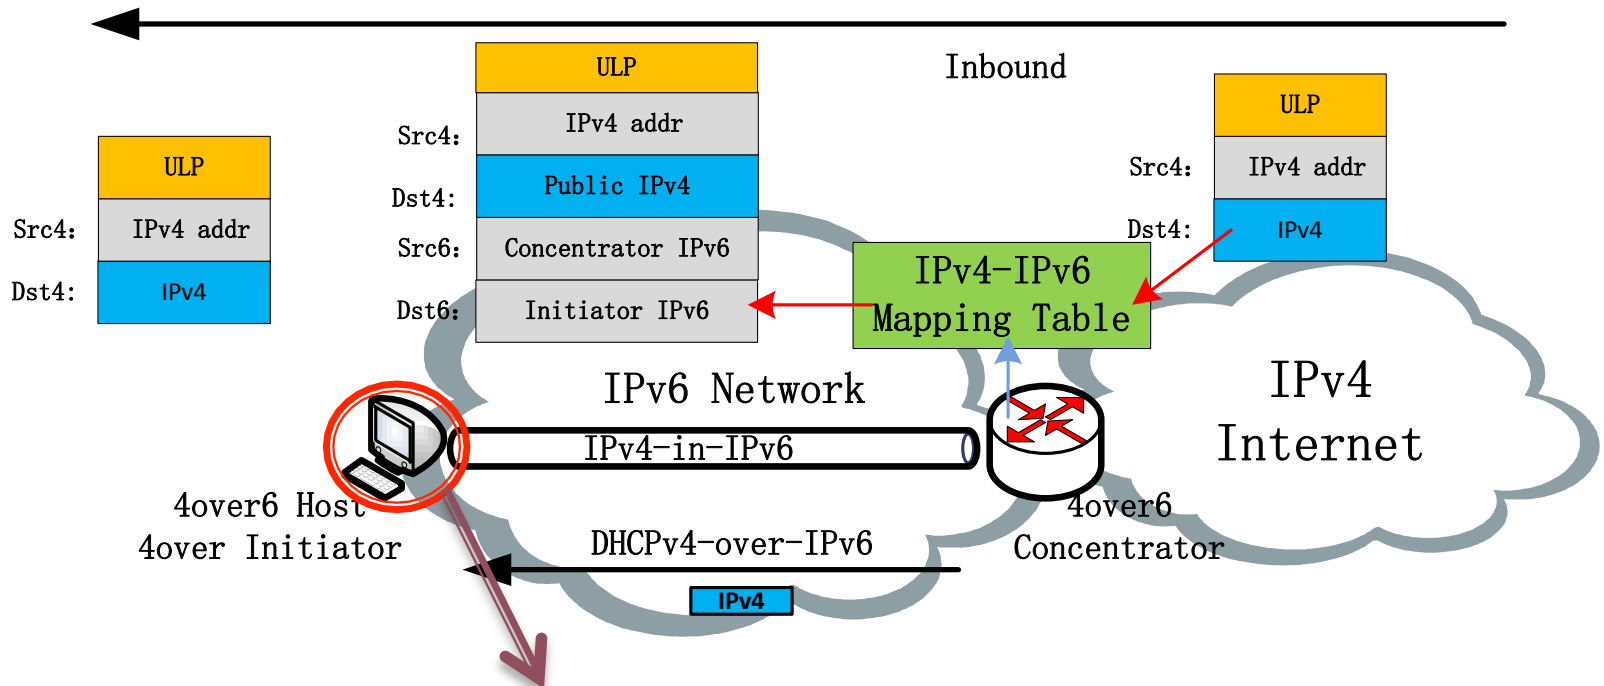 Inbound
ULP
Src4: IPv4 addr
Dst4: IPv4
ULP
Src4: IPv4 addr
Dst4: Public IPv4
Src6: Concentrator IPv6
Dst6: Initiator IPv6
ULP
Src4: IPv4 addr
Dst4: IPv4
IPv4-IPv6
Mapping Table
IPv6 Network
IPv4-in-IPv6
IPv4
Internet
4over6 Host
4over Initiator
4over6
Concentrator
DHCPv4-over-IPv6
IPv4